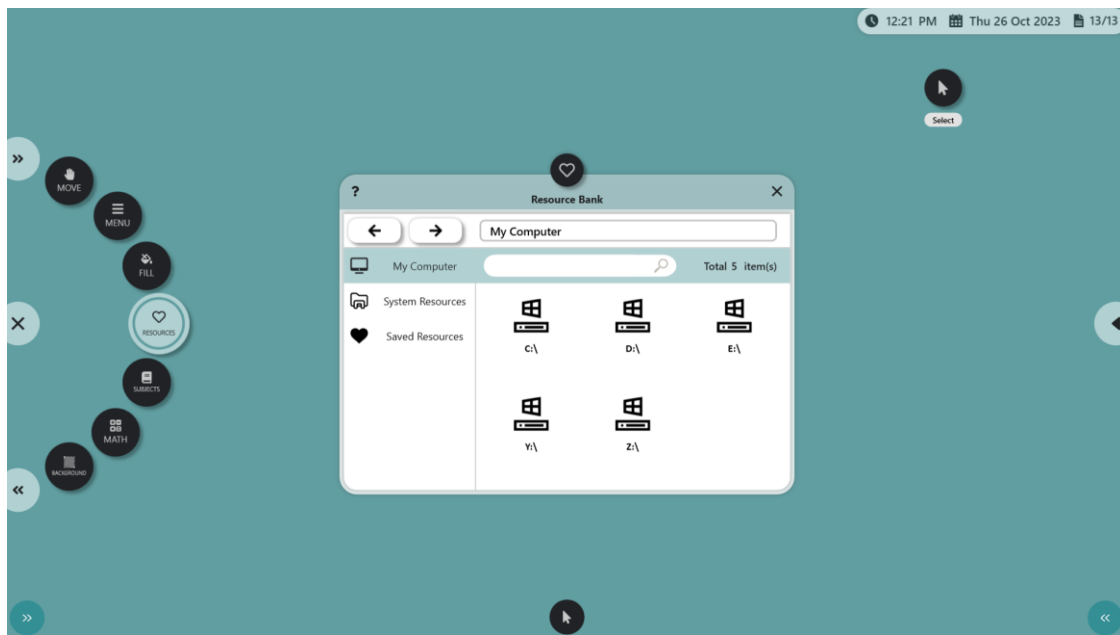 12:21 PM Thu 26 Oct 2023 13/13
Select
MOVE
MENU
FILL
RESOURCES
SUBJECTS
MATH
BACKGROUND
?
Resource Bank
My Computer
My Computer
Total 5 item(s)
System Resources
Saved Resources
C:\
D:\
E:\
Y:\
Z:\